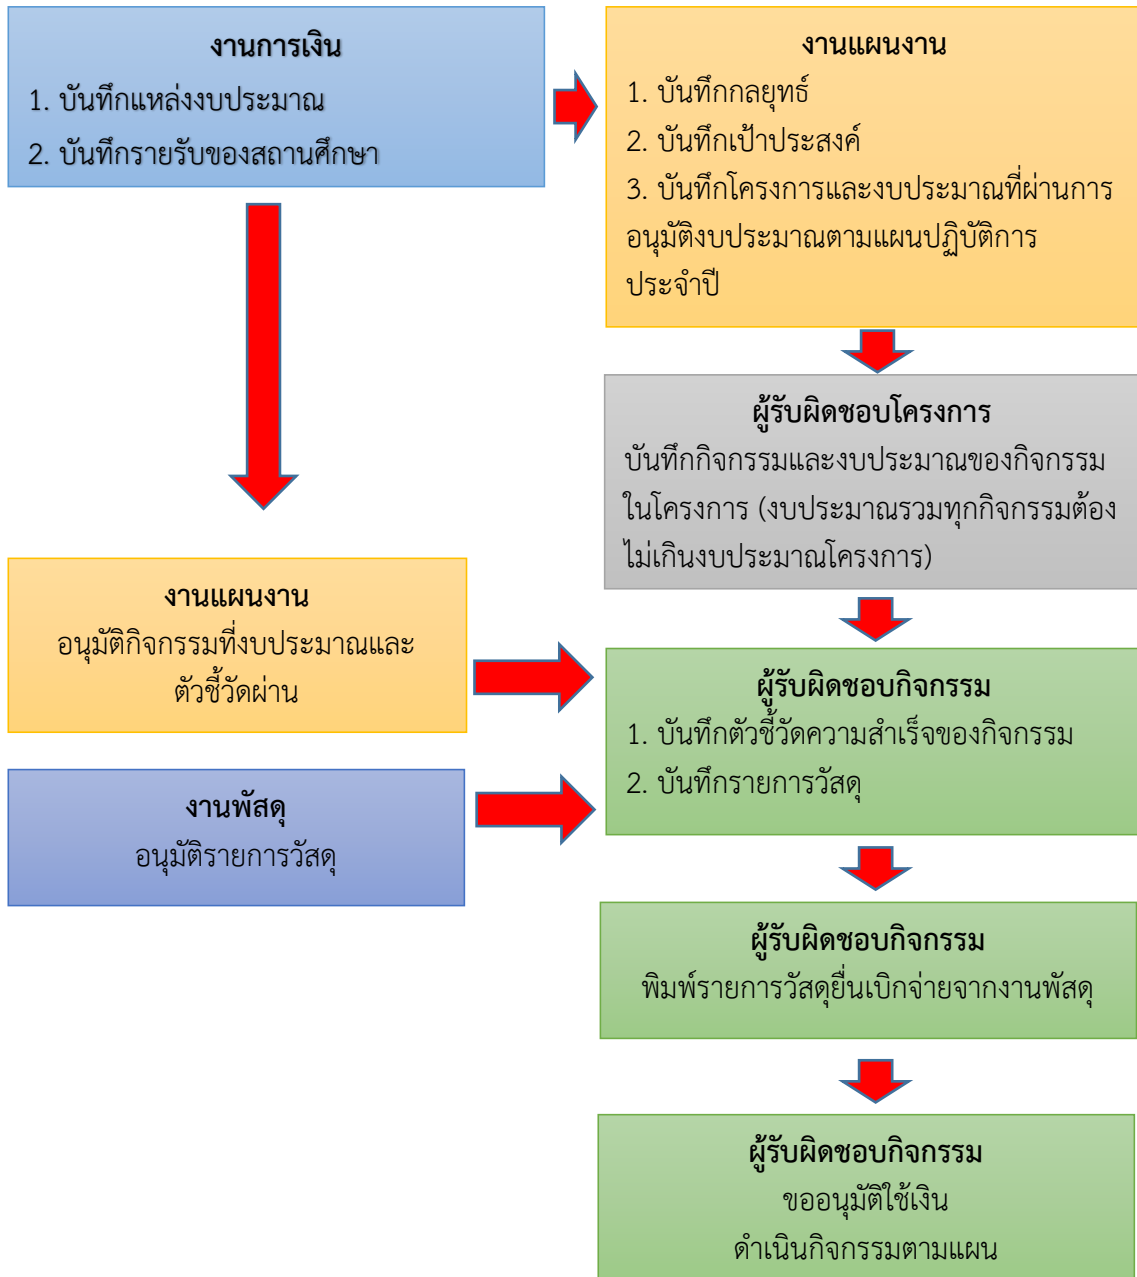 งานการเงิน
1. บันทึกแหล่งงบประมาณ
2. บันทึกรายรับของสถานศึกษา
งานแผนงาน
1. บันทึกกลยุทธ์
2. บันทึกเป้าประสงค์
3. บันทึกโครงการและงบประมาณที่ผ่านการ
อนุมัติงบประมาณตามแผนปฏิบัติการ
ประจำปี
ผู้รับผิดชอบโครงการ
บันทึกกิจกรรมและงบประมาณของกิจกรรม
ในโครงการ (งบประมาณรวมทุกกิจกรรมต้อง
ไม่เกินงบประมาณโครงการ)
งานแผนงาน
อนุมัติกิจกรรมที่งบประมาณและ
ตัวชี้วัดผ่าน
งานพัสดุ
อนุมัติรายการวัสดุ
ผู้รับผิดชอบกิจกรรม
1. บันทึกตัวชี้วัดความสำเร็จของกิจกรรม
2. บันทึกรายการวัสดุ
ผู้รับผิดชอบกิจกรรม
พิมพ์รายการวัสดุยื่นเบิกจ่ายจากงานพัสดุ
ผู้รับผิดชอบกิจกรรม
ขออนุมัติใช้เงิน
ดำเนินกิจกรรมตามแผน